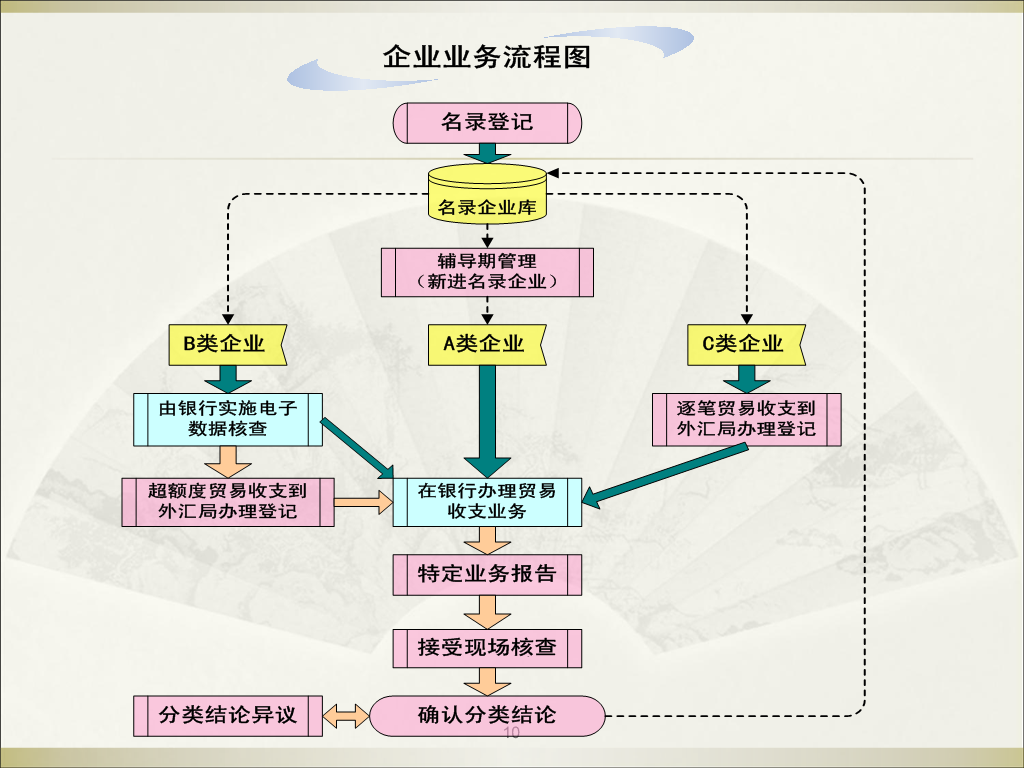 企业业务流程图
名录登记
名录企业库
辅导期管理
（新进名录企业）
B类企业
A类企业
C类企业
由银行实施电子
数据核查
逐笔贸易收支到
外汇局办理登记
超额度贸易收支到
外汇局办理登记
在银行办理贸易
收支业务
特定业务报告
接受现场核查
分类结论异议
确认分类结论
10